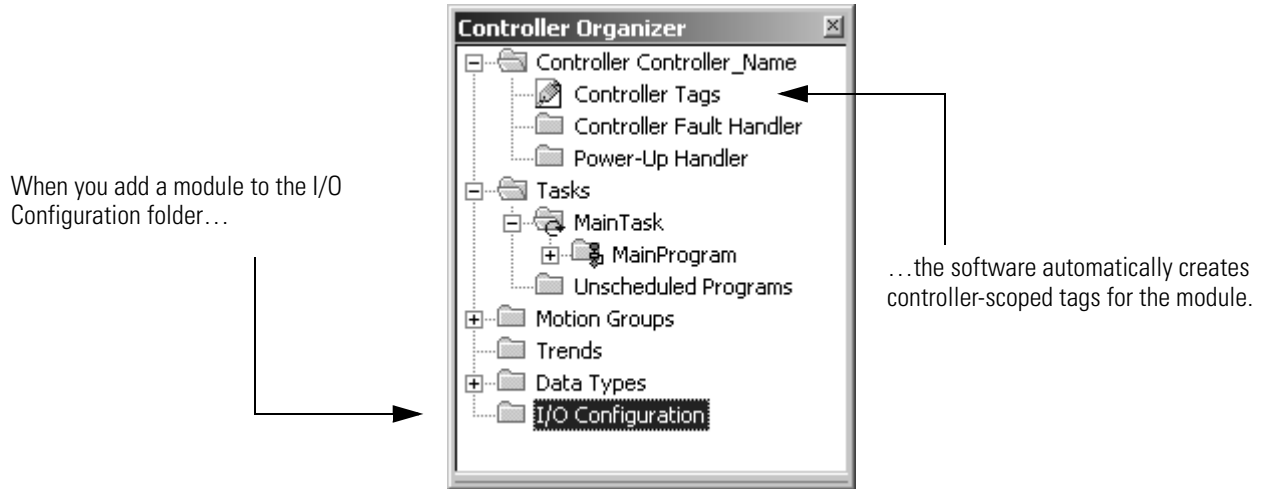 Controller Organizer
Controller Controller_Name
Controller Tags
Controller Fault Handler
Power-Up Handler
When you add a module to the I/O
Configuration folder…
Tasks
MainTask
MainProgram
Unscheduled Programs
…the software automatically creates
controller-scoped tags for the module.
Motion Groups
Trends
Data Types
I/O Configuration